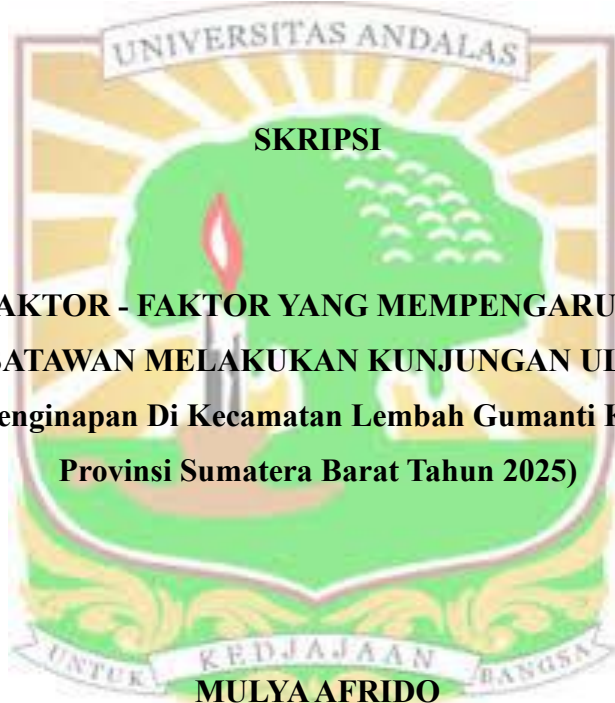 UNIVERSITAS ANDALAS
SKRIPSI
AKTOR - FAKTOR YANG MEMPENGARU
ATAWAN MELAKUKAN KUNJUNGAN UL
enginapan Di Kecamatan Lembah Gumanti K
Provinsi Sumatera Barat Tahun 2025)
UNTUK KEDJAJAAN BANGSA
MULYA AFRIDO